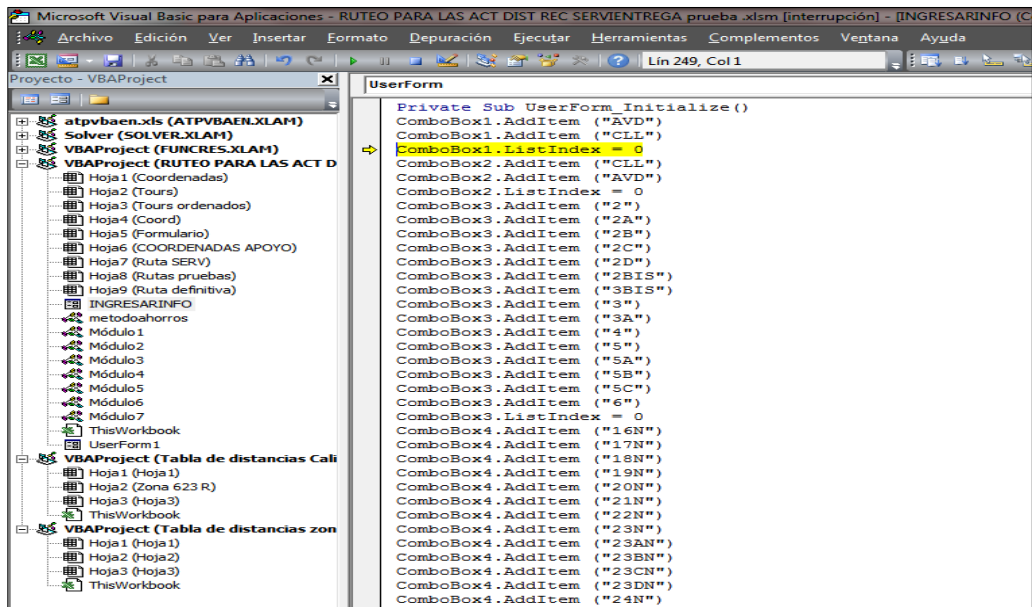 Microsoft Visual Basic para Aplicaciones - RUTEO PARA LAS ACT DIST REC SERVIENTREGA prueba .xlsm [interrupción] - [INGRESARINFO (C
Archivo Edición Ver Insertar Formato Depuración Ejecutar Herramientas Complementos Ventana Ayuda
Lín 249, Col 1
Proyecto - VBAProject
atpvbaen.xls (ATPVBAEN.XLAM)
Solver (SOLVER.XLAM)
VBAProject (FUNCRES.XLAM)
VBAProject (RUTEO PARA LAS ACT D
Hoja1 (Coordenadas)
Hoja2 (Tours)
Hoja3 (Tours ordenados)
Hoja4 (Coord)
Hoja5 (Formulario)
Hoja6 (COORDENADAS APOYO)
Hoja7 (Ruta SERV)
Hoja8 (Rutas pruebas)
Hoja9 (Ruta definitiva)
INGRESARINFO
metodoahorros
Módulo1
Módulo2
Módulo3
Módulo4
Módulo5
Módulo6
Módulo7
ThisWorkbook
UserForm1
VBAProject (Tabla de distancias Cali
Hoja1 (Hoja1)
Hoja2 (Zona 623 R)
Hoja3 (Hoja3)
ThisWorkbook
VBAProject (Tabla de distancias zon
Hoja1 (Hoja1)
Hoja2 (Hoja2)
Hoja3 (Hoja3)
ThisWorkbook
UserForm
Private Sub UserForm_Initialize()
ComboBox1.AddItem ("AVD")
ComboBox1.AddItem ("CLL")
ComboBox1.ListIndex = 0
ComboBox2.AddItem ("CLL")
ComboBox2.AddItem ("AVD")
ComboBox2.ListIndex = 0
ComboBox3.AddItem ("2")
ComboBox3.AddItem ("2A")
ComboBox3.AddItem ("2B")
ComboBox3.AddItem ("2C")
ComboBox3.AddItem ("2D")
ComboBox3.AddItem ("2BIS")
ComboBox3.AddItem ("3BIS")
ComboBox3.AddItem ("3")
ComboBox3.AddItem ("3A")
ComboBox3.AddItem ("4")
ComboBox3.AddItem ("5")
ComboBox3.AddItem ("5A")
ComboBox3.AddItem ("5B")
ComboBox3.AddItem ("5C")
ComboBox3.AddItem ("6")
ComboBox3.ListIndex = 0
ComboBox4.AddItem ("16N")
ComboBox4.AddItem ("17N")
ComboBox4.AddItem ("18N")
ComboBox4.AddItem ("19N")
ComboBox4.AddItem ("20N")
ComboBox4.AddItem ("21N")
ComboBox4.AddItem ("22N")
ComboBox4.AddItem ("23N")
ComboBox4.AddItem ("23AN")
ComboBox4.AddItem ("23BN")
ComboBox4.AddItem ("23CN")
ComboBox4.AddItem ("23DN")
ComboBox4.AddItem ("24N")